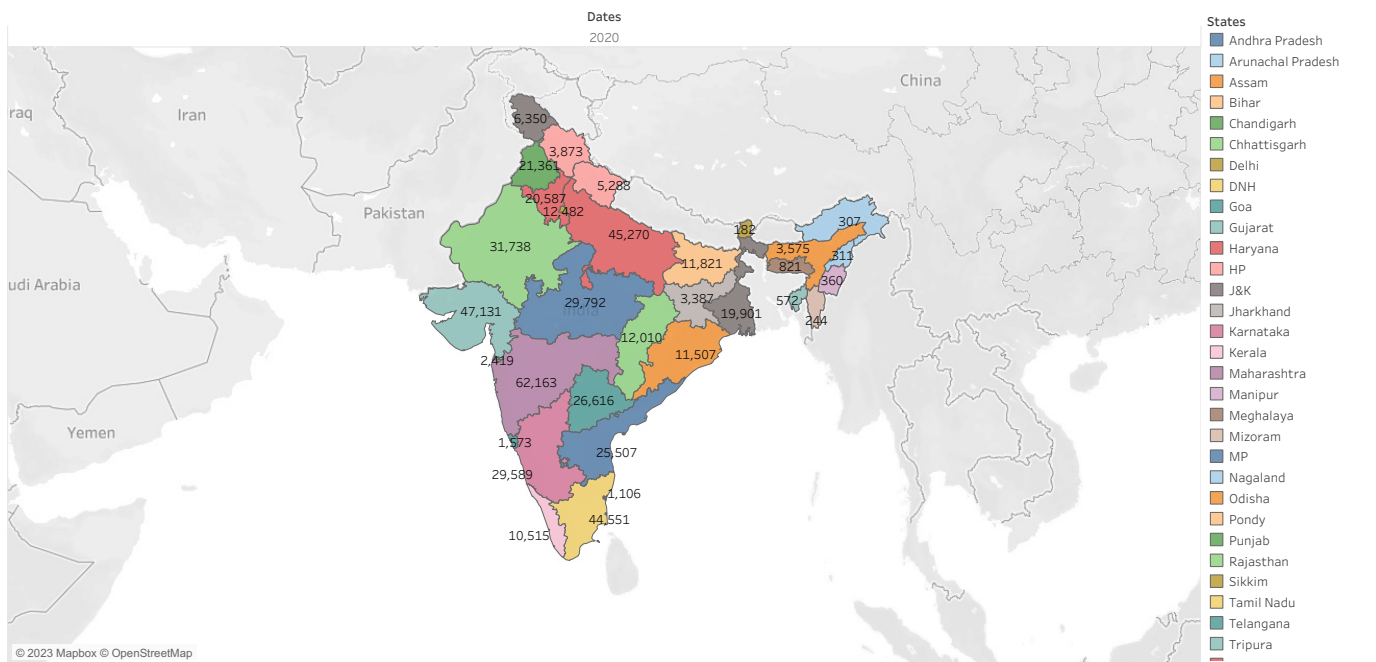 Dates
2020
States
Andhra Pradesh
Arunachal Pradesh
Assam
Bihar
Chandigarh
Chhattisgarh
Delhi
DNH
Goa
Gujarat
Haryana
HP
J&K
Jharkhand
Karnataka
Kerala
Maharashtra
Manipur
Meghalaya
Mizoram
MP
Nagaland
Odisha
Pondy
Punjab
Rajasthan
Sikkim
Tamil Nadu
Telangana
Tripura
China
raq
Iran
6,350
3,873
21,361
5,288
20,587
12,482
Pakistan
307
182
45,270
31,738
3,575
311
11,821
821
udi Arabia
360
3,387
572
29,792
India
47,131
19,901
244
12,010
11,507
2,419
62,163
26,616
Yemen
1,573
25,507
29,589
1,106
44,551
10,515
© 2023 Mapbox © OpenStreetMap